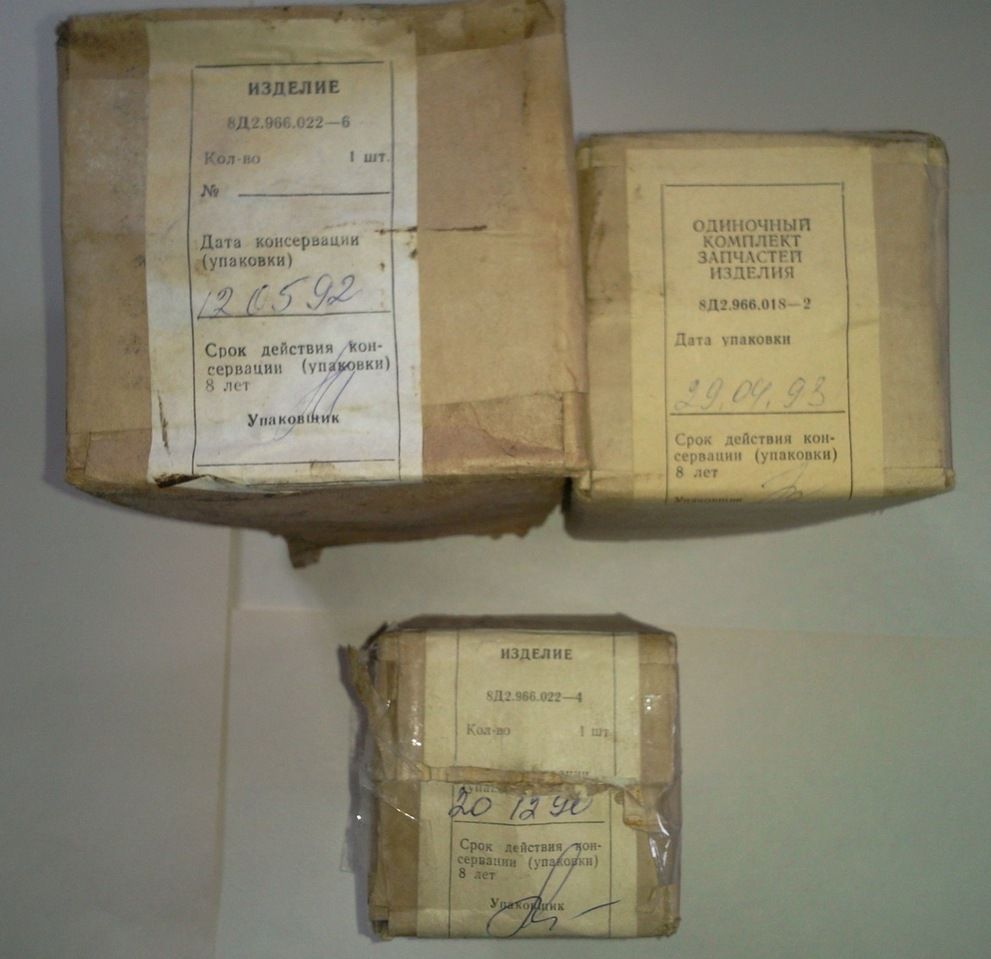 ИЗДЕЛИЕ
8Д2.966.022—6
Кол-во 1 шт.
№
Дата консервации
(упаковки)
12 05 92
Срок действия кон-
сервации (упаковки)
8 лет
Упаковщик
ОДИНОЧНЫЙ
КОМПЛЕКТ
ЗАПЧАСТЕЙ
ИЗДЕЛИЯ
8Д2.966.018—2
Дата упаковки
29.04.93
Срок действия кон-
сервации (упаковки)
8 лет
Упаковщик
ИЗДЕЛИЕ
8Д2.966.022—4
Кол-во 1 шт
20 12 90
Срок действия кон-
сервации (упаковки)
8 лет
Упаковщик